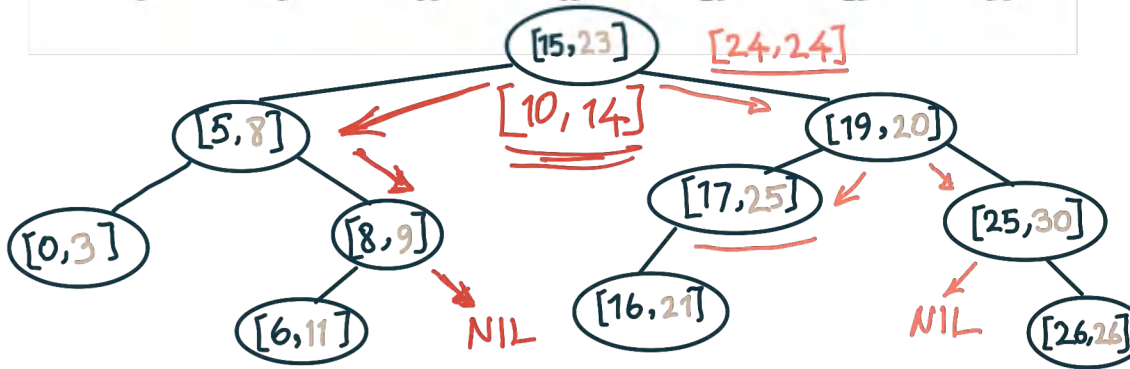 [15,23] [24,24]
[10,14]
[5,8] [19,20]
[17,25]
[0,3] [8,9] [25,30]
[6,11] NIL [16,21] NIL [26,26]